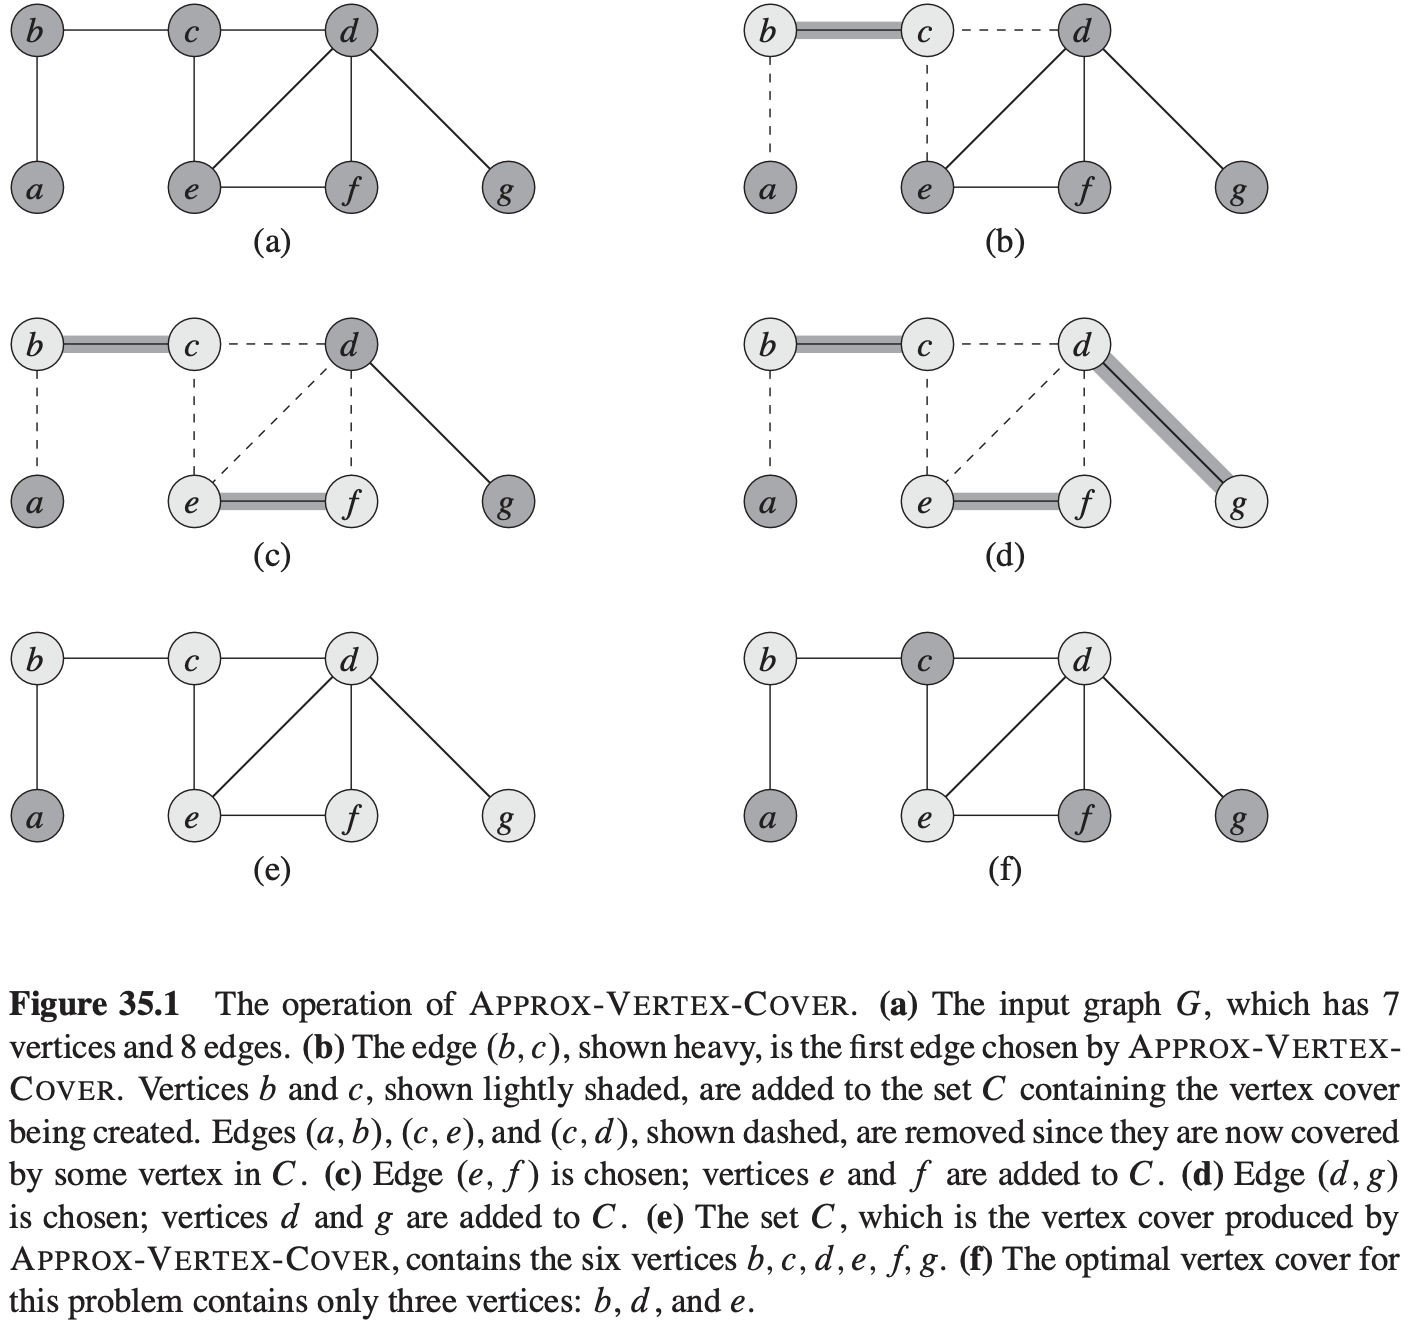 b c d b c d
a e f g a e f g
(a) (b)
b c d b c d
a e f g a e f g
(c) (d)
b c d b c d
a e f g a e f g
(e) (f)
Figure 35.1 The operation of APPROX-VERTEX-COVER. (a) The input graph G, which has 7
vertices and 8 edges. (b) The edge (b, c), shown heavy, is the first edge chosen by APPROX-VERTEX-
COVER. Vertices b and c, shown lightly shaded, are added to the set C containing the vertex cover
being created. Edges (a, b), (c, e), and (c, d), shown dashed, are removed since they are now covered
by some vertex in C. (c) Edge (e, f) is chosen; vertices e and f are added to C. (d) Edge (d, g)
is chosen; vertices d and g are added to C. (e) The set C, which is the vertex cover produced by
APPROX-VERTEX-COVER, contains the six vertices b, c, d, e, f, g. (f) The optimal vertex cover for
this problem contains only three vertices: b, d, and e.